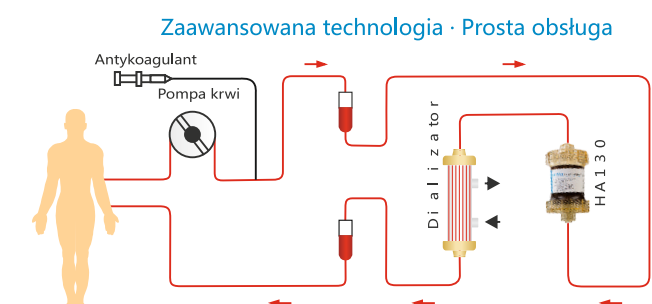 Zaawansowana technologia · Prosta obsługa
Antykoagulant
Pompa krwi
Dializator
HA130